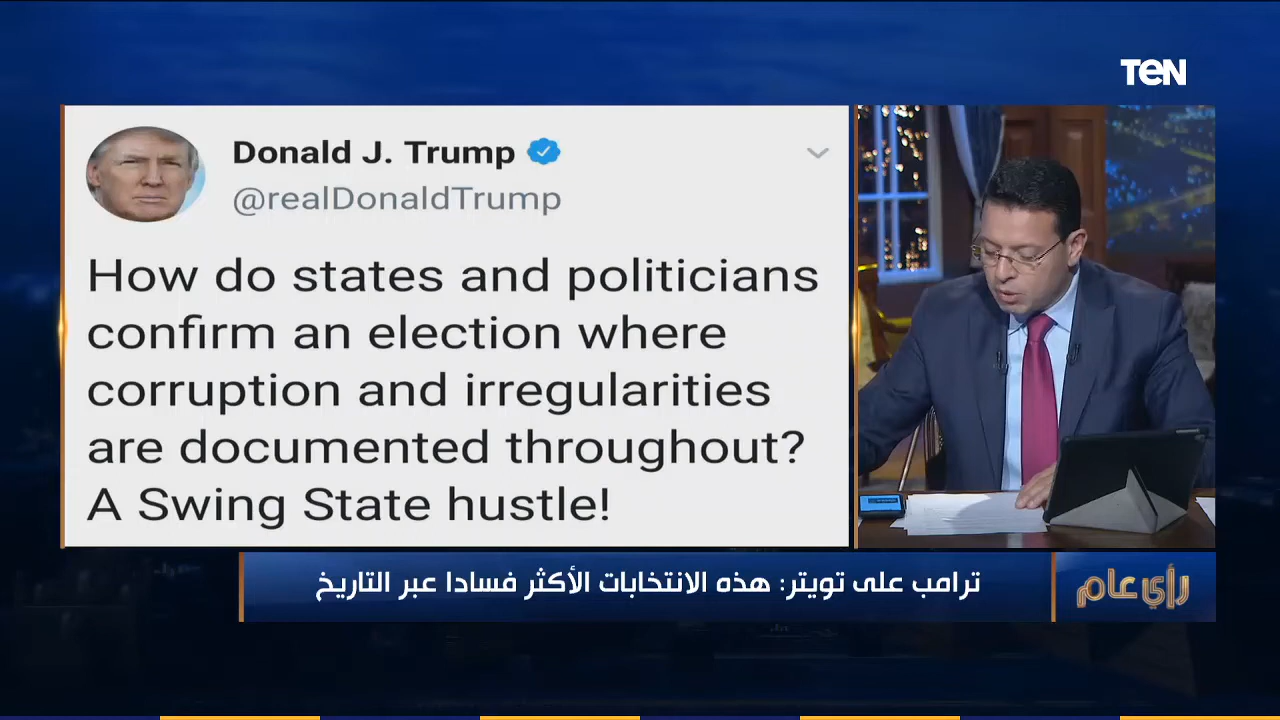 TEN
Donald J. Trump
@realDonaldTrump
How do states and politicians
confirm an election where
corruption and irregularities
are documented throughout?
A Swing State hustle!
رأي عام
ترامب على تويتر: هذه الانتخابات الأكثر فسادا عبر التاريخ